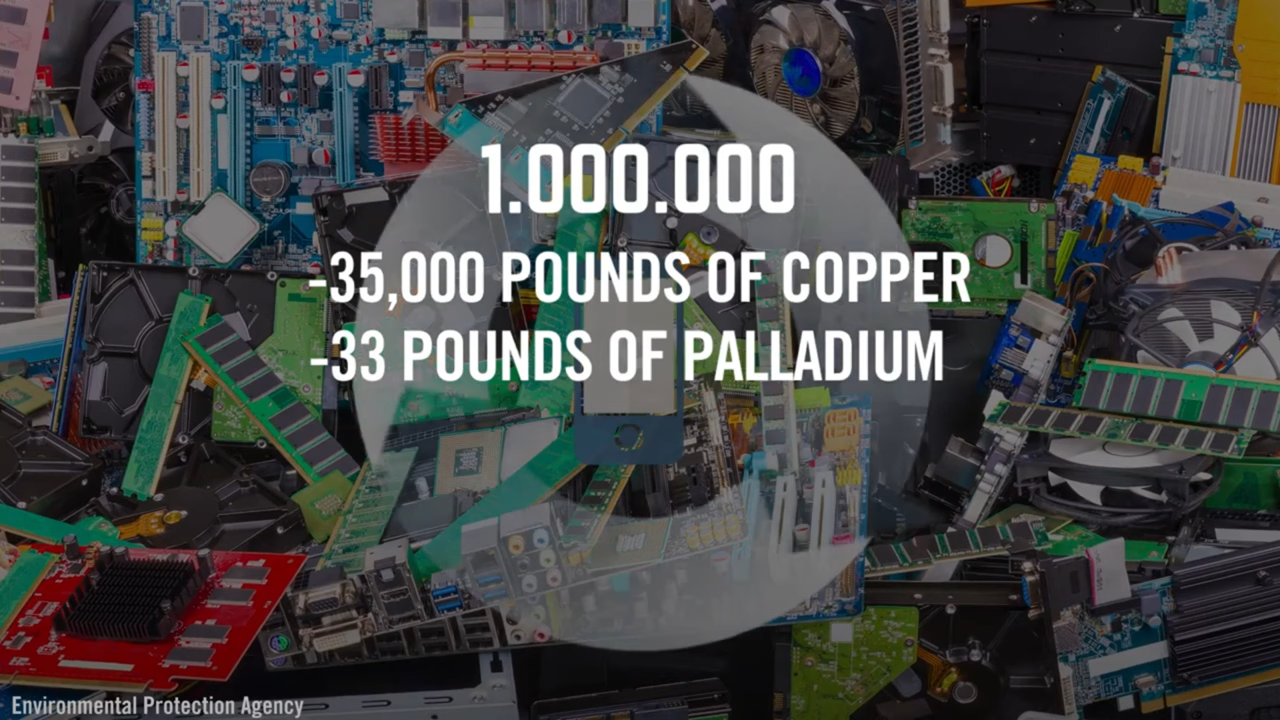 1.000.000
-35,000 POUNDS OF COPPER
-33 POUNDS OF PALLADIUM
Environmental Protection Agency